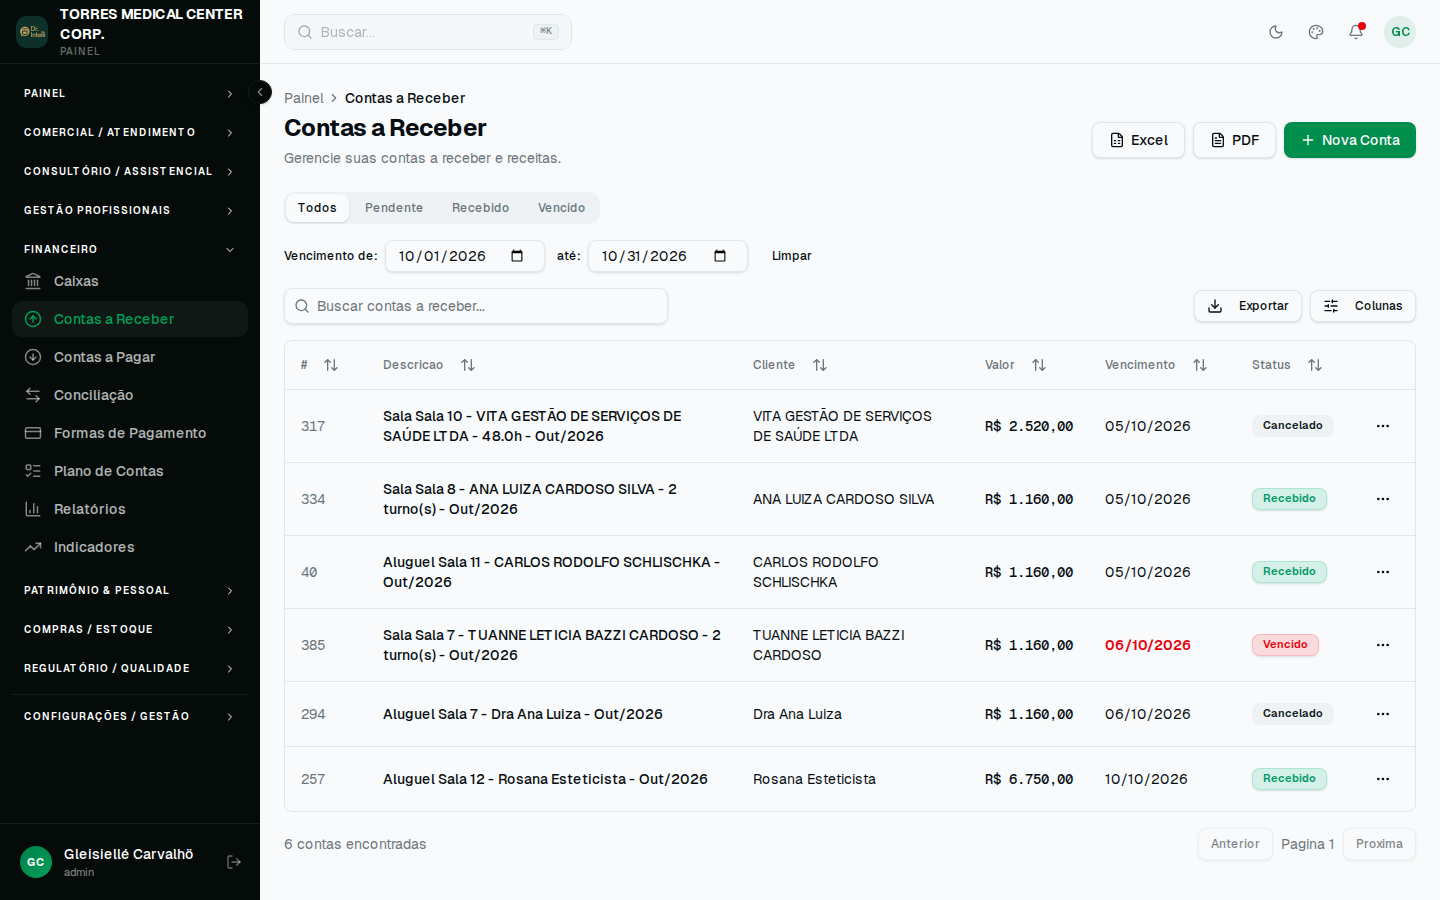 TORRES MEDICAL CENTER
CORP.
PAINEL
Buscar...
⌘K
GC
PAINEL
COMERCIAL / ATENDIMENTO
CONSULTÓRIO / ASSISTENCIAL
GESTÃO PROFISSIONAIS
FINANCEIRO
Caixas
Contas a Receber
Contas a Pagar
Conciliação
Formas de Pagamento
Plano de Contas
Relatórios
Indicadores
PATRIMÔNIO & PESSOAL
COMPRAS / ESTOQUE
REGULATÓRIO / QUALIDADE
CONFIGURAÇÕES / GESTÃO
GC
Gleisiellé Carvalhö
admin
Painel > Contas a Receber
Contas a Receber
Gerencie suas contas a receber e receitas.
Excel
PDF
+ Nova Conta
Todos Pendente Recebido Vencido
Vencimento de: 10/01/2026 até: 10/31/2026 Limpar
Buscar contas a receber...
Exportar
Colunas
# Descricao Cliente Valor Vencimento Status
317 Sala Sala 10 - VITA GESTÃO DE SERVIÇOS DE
SAÚDE LTDA - 48.0h - Out/2026
VITA GESTÃO DE SERVIÇOS
DE SAÚDE LTDA
R$ 2.520,00 05/10/2026 Cancelado
334 Sala Sala 8 - ANA LUIZA CARDOSO SILVA - 2
turno(s) - Out/2026
ANA LUIZA CARDOSO SILVA R$ 1.160,00 05/10/2026 Recebido
40 Aluguel Sala 11 - CARLOS RODOLFO SCHLISCHKA -
Out/2026
CARLOS RODOLFO
SCHLISCHKA
R$ 1.160,00 05/10/2026 Recebido
385 Sala Sala 7 - TUANNE LETICIA BAZZI CARDOSO - 2
turno(s) - Out/2026
TUANNE LETICIA BAZZI
CARDOSO
R$ 1.160,00 06/10/2026 Vencido
294 Aluguel Sala 7 - Dra Ana Luiza - Out/2026 Dra Ana Luiza R$ 1.160,00 06/10/2026 Cancelado
257 Aluguel Sala 12 - Rosana Esteticista - Out/2026 Rosana Esteticista R$ 6.750,00 10/10/2026 Recebido
6 contas encontradas
Anterior Pagina 1 Proxima